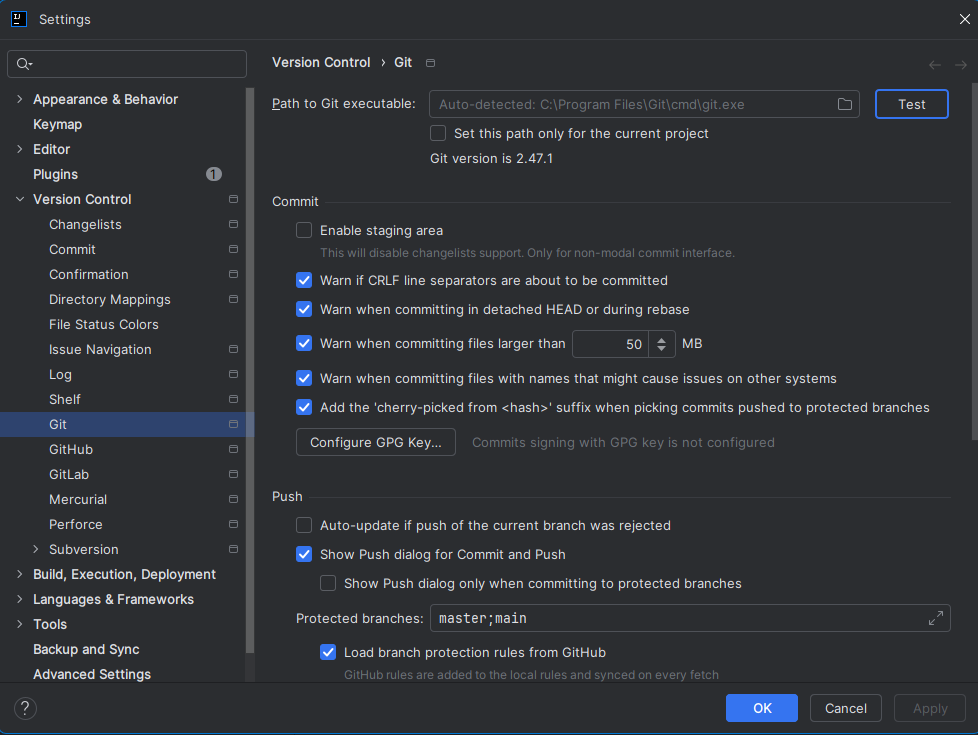 Settings
Appearance & Behavior
Keymap
Editor
Plugins 1
Version Control
Changelists
Commit
Confirmation
Directory Mappings
File Status Colors
Issue Navigation
Log
Shelf
Git
GitHub
GitLab
Mercurial
Perforce
Subversion
Build, Execution, Deployment
Languages & Frameworks
Tools
Backup and Sync
Advanced Settings
Version Control › Git
Path to Git executable: Auto-detected: C:\Program Files\Git\cmd\git.exe Test
Set this path only for the current project
Git version is 2.47.1
Commit
Enable staging area
This will disable changelists support. Only for non-modal commit interface.
Warn if CRLF line separators are about to be committed
Warn when committing in detached HEAD or during rebase
Warn when committing files larger than 50 MB
Warn when committing files with names that might cause issues on other systems
Add the 'cherry-picked from <hash>' suffix when picking commits pushed to protected branches
Configure GPG Key... Commits signing with GPG key is not configured
Push
Auto-update if push of the current branch was rejected
Show Push dialog for Commit and Push
Show Push dialog only when committing to protected branches
Protected branches: master;main
Load branch protection rules from GitHub
GitHub rules are added to the local rules and synced on every fetch
? OK Cancel Apply